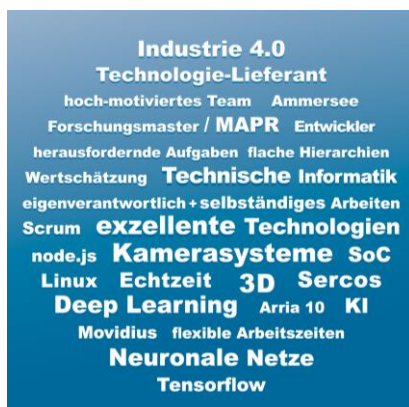 Industrie 4.0
Technologie-Lieferant
hoch-motiviertes Team Ammersee
Forschungsmaster / MAPR Entwickler
herausfordernde Aufgaben flache Hierarchien
Wertschätzung Technische Informatik
eigenverantwortlich + selbständiges Arbeiten
Scrum exzellente Technologien
node.js Kamerasysteme SoC
Linux Echtzeit 3D Sercos
Deep Learning Arria 10 KI
Movidius flexible Arbeitszeiten
Neuronale Netze
Tensorflow